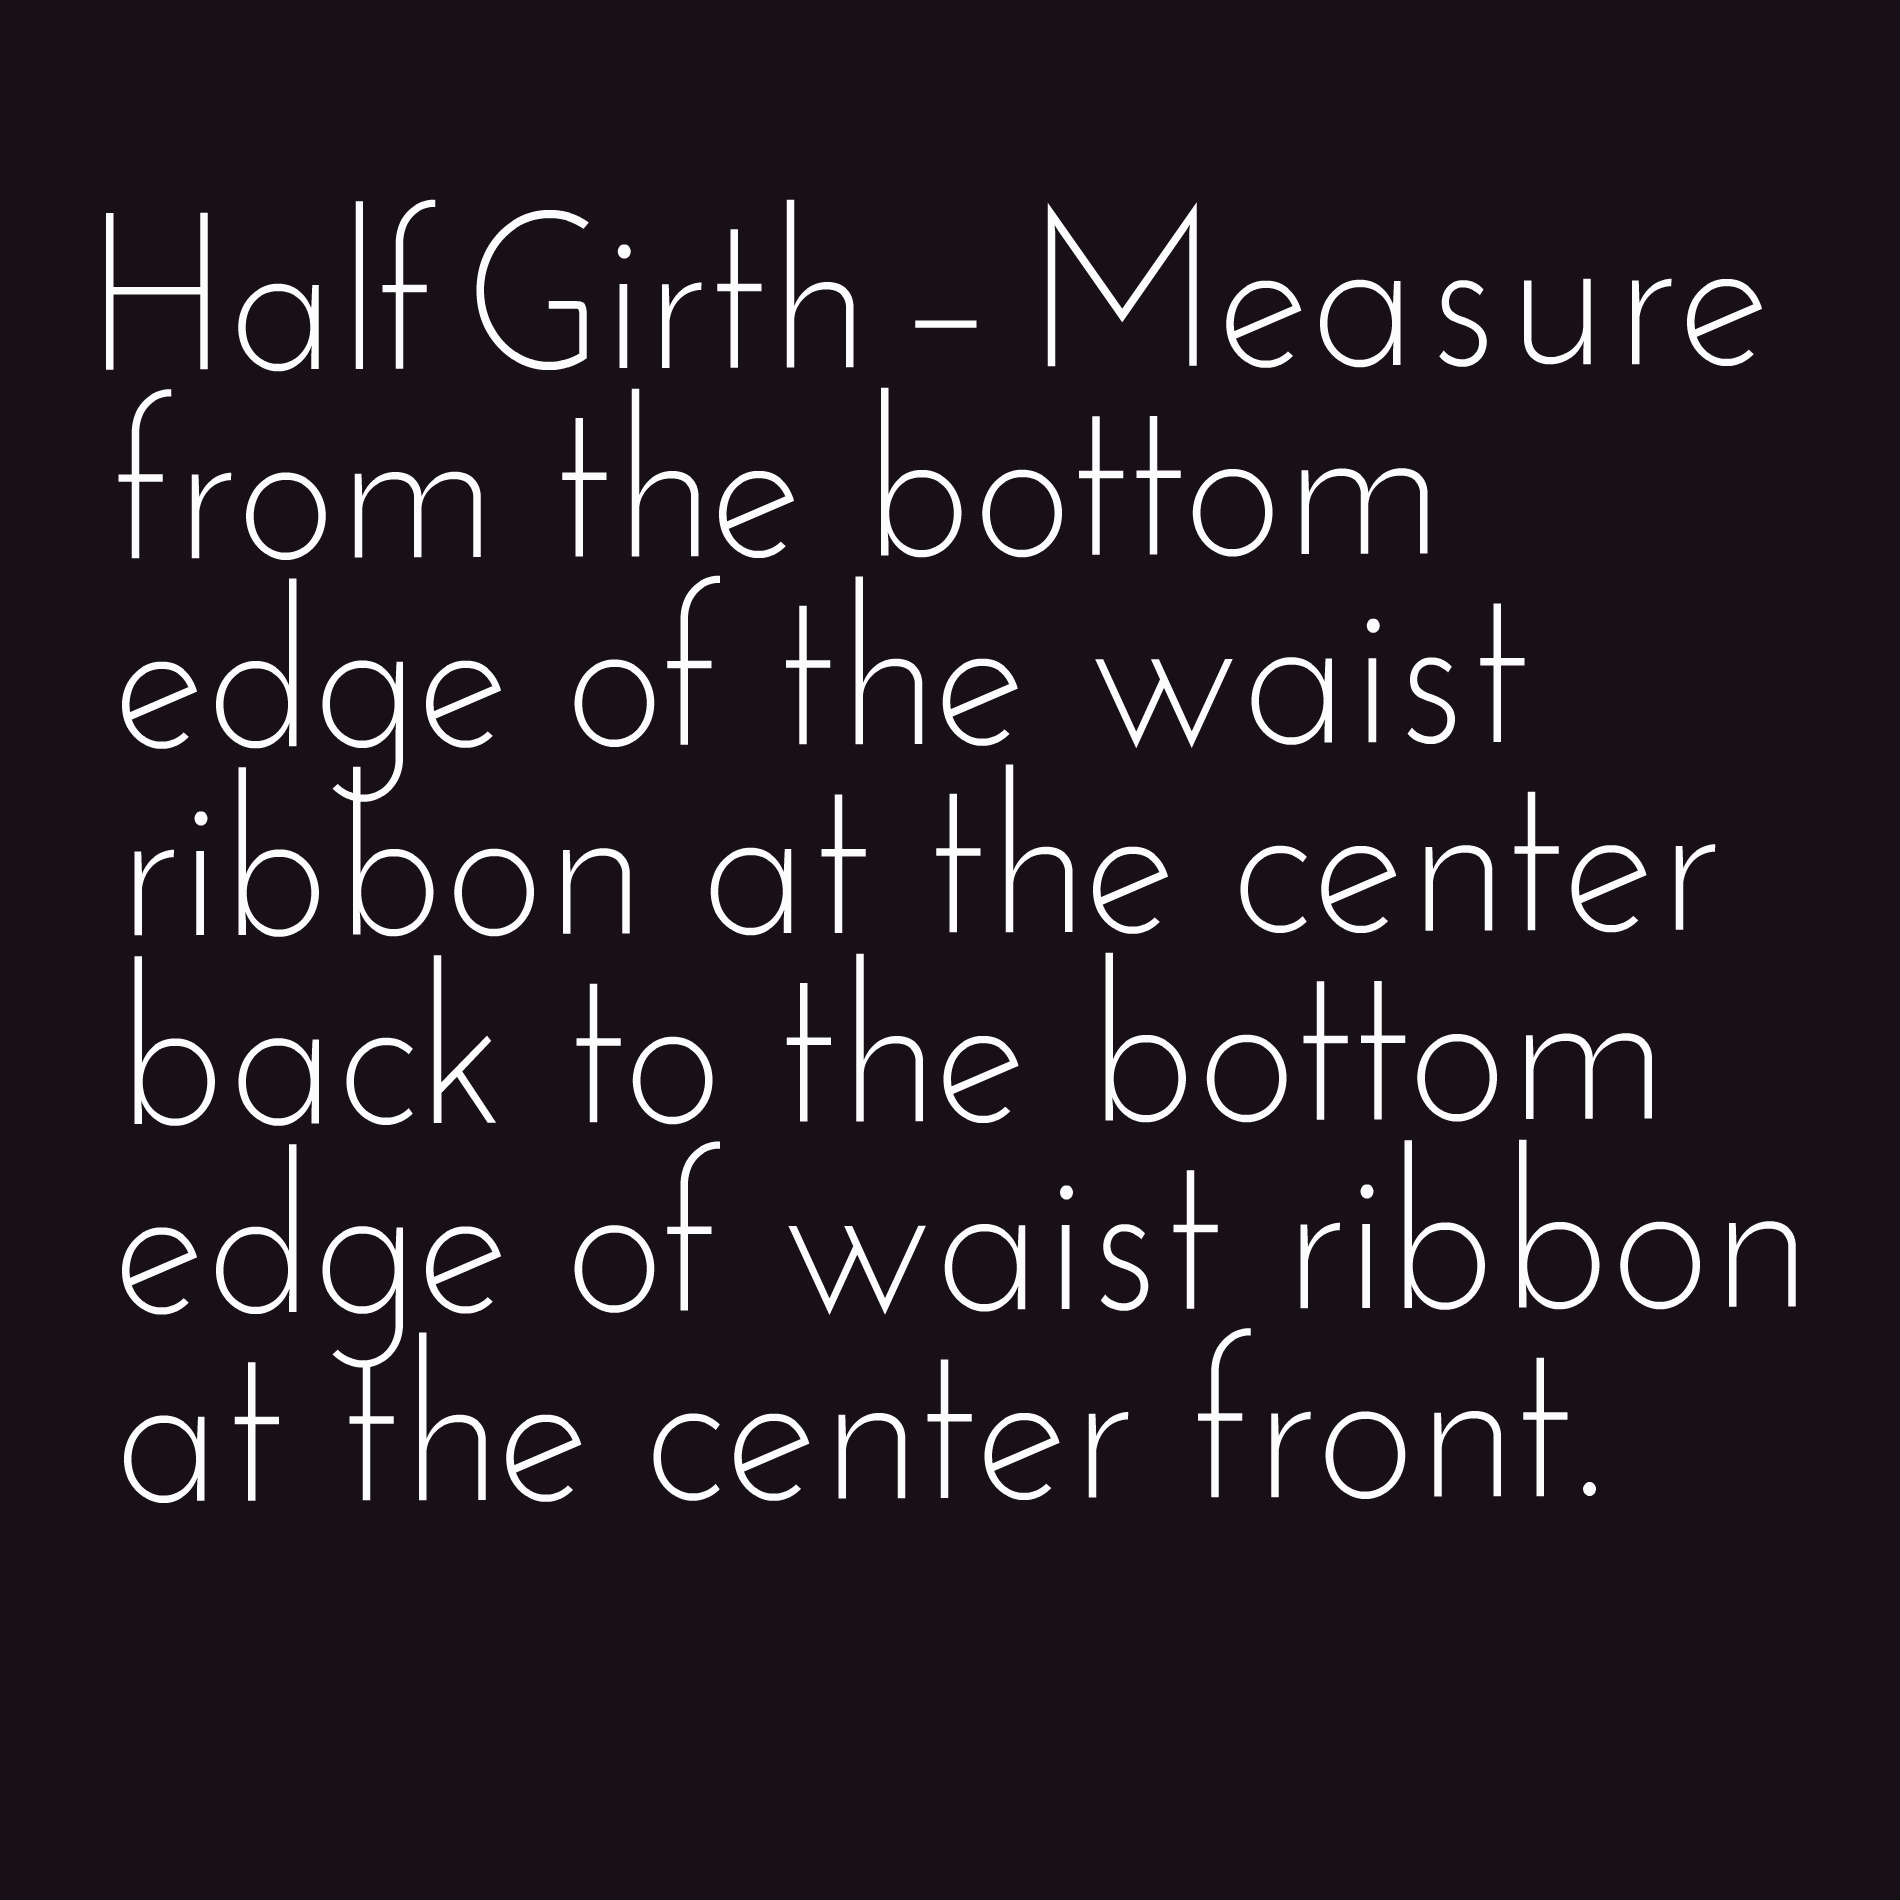 Half Girth - Measure
from the bottom
edge of the waist
ribbon at the center
back to the bottom
edge of waist ribbon
at the center front.